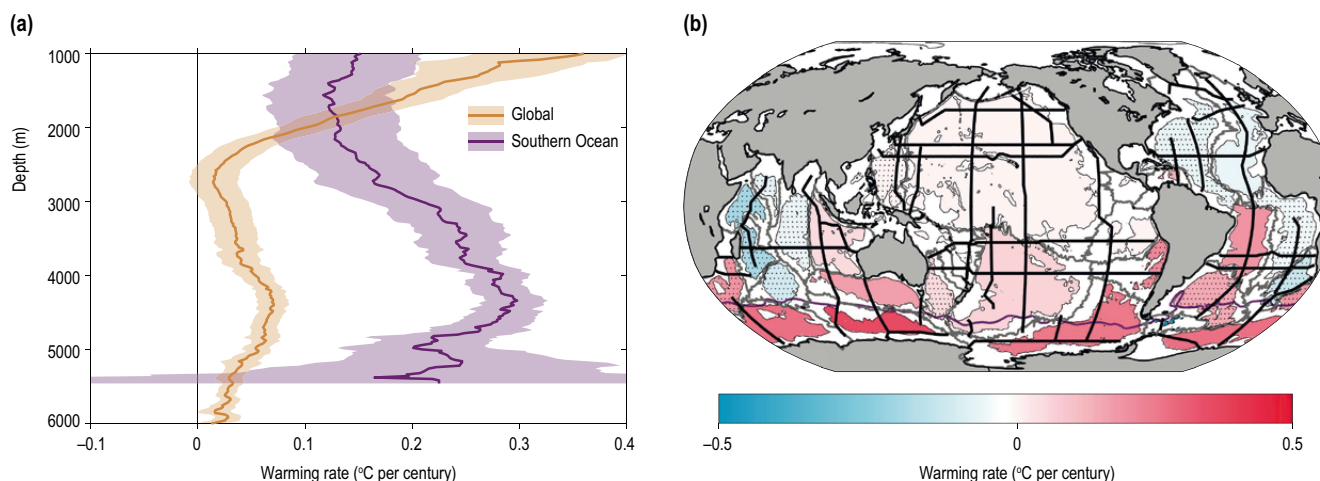 (a)
1000
2000
3000
4000
5000
6000
Depth (m)
Global
Southern Ocean
–0.1
0
0.1
0.2
0.3
0.4
Warming rate (°C per century)
(b)
–0.5
0
0.5
Warming rate (°C per century)